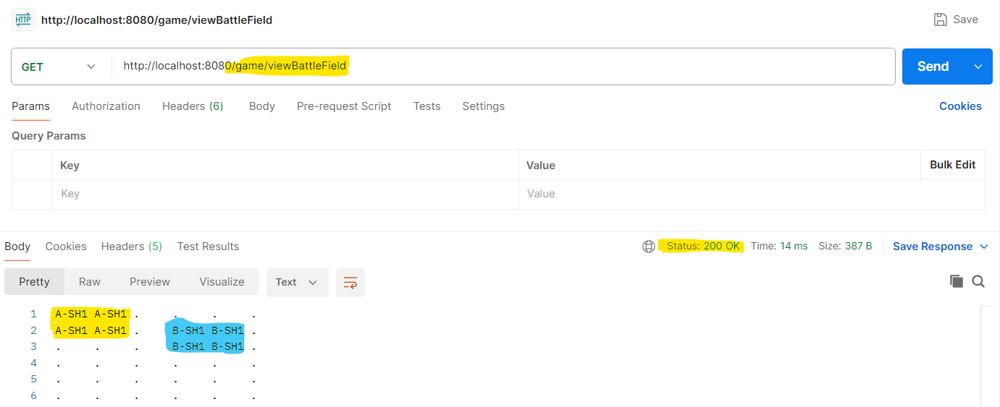 HTTP http://localhost:8080/game/viewBattleField Save
GET http://localhost:8080/game/viewBattleField Send
Params Authorization Headers (6) Body Pre-request Script Tests Settings Cookies
Query Params
Key Value Bulk Edit
Key Value
Body Cookies Headers (5) Test Results Status: 200 OK Time: 14 ms Size: 387 B Save Response
Pretty Raw Preview Visualize Text
1 A-SH1 A-SH1 . . . .
2 A-SH1 A-SH1 . B-SH1 B-SH1 .
3 . . . B-SH1 B-SH1 .
4 . . . . . .
5 . . . . . .
6 . . . . . .